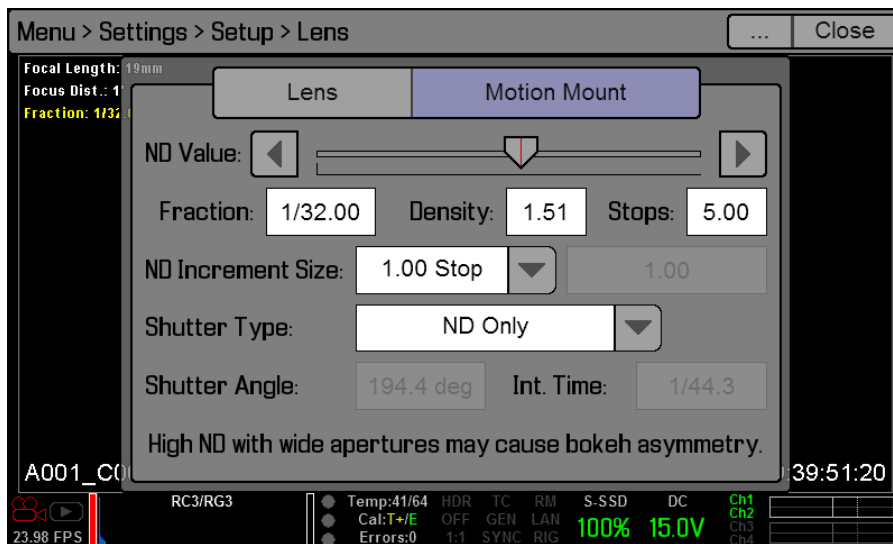 Menu > Settings > Setup > Lens ... Close
Focal Length: 19mm
Focus Dist.: 1
Fraction: 1/32.
Lens Motion Mount
ND Value:
Fraction: 1/32.00 Density: 1.51 Stops: 5.00
ND Increment Size: 1.00 Stop 1.00
Shutter Type: ND Only
Shutter Angle: 194.4 deg Int. Time: 1/44.3
High ND with wide apertures may cause bokeh asymmetry.
A001_C0 :39:51:20
RC3/RG3 Temp:41/64 HDR TC RM S-SSD DC Ch1
Cal:T+/E OFF GEN LAN 100% 15.0V Ch2
23.98 FPS Errors:0 1:1 SYNC RIG Ch3
Ch4